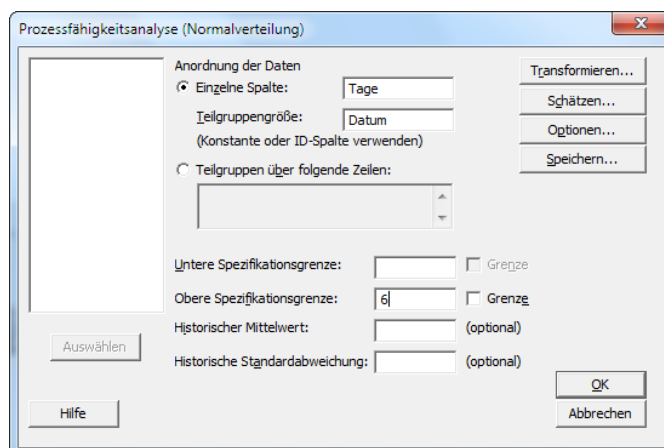 Prozessfähigkeitsanalyse (Normalverteilung)
Anordnung der Daten
Einzelne Spalte: Tage
Teilgruppengröße: Datum
(Konstante oder ID-Spalte verwenden)
Teilgruppen über folgende Zeilen:
Transformieren...
Schätzen...
Optionen...
Speichern...
Untere Spezifikationsgrenze: Grenze
Obere Spezifikationsgrenze: 6 Grenze
Historischer Mittelwert: (optional)
Historische Standardabweichung: (optional)
Auswählen
Hilfe
OK
Abbrechen